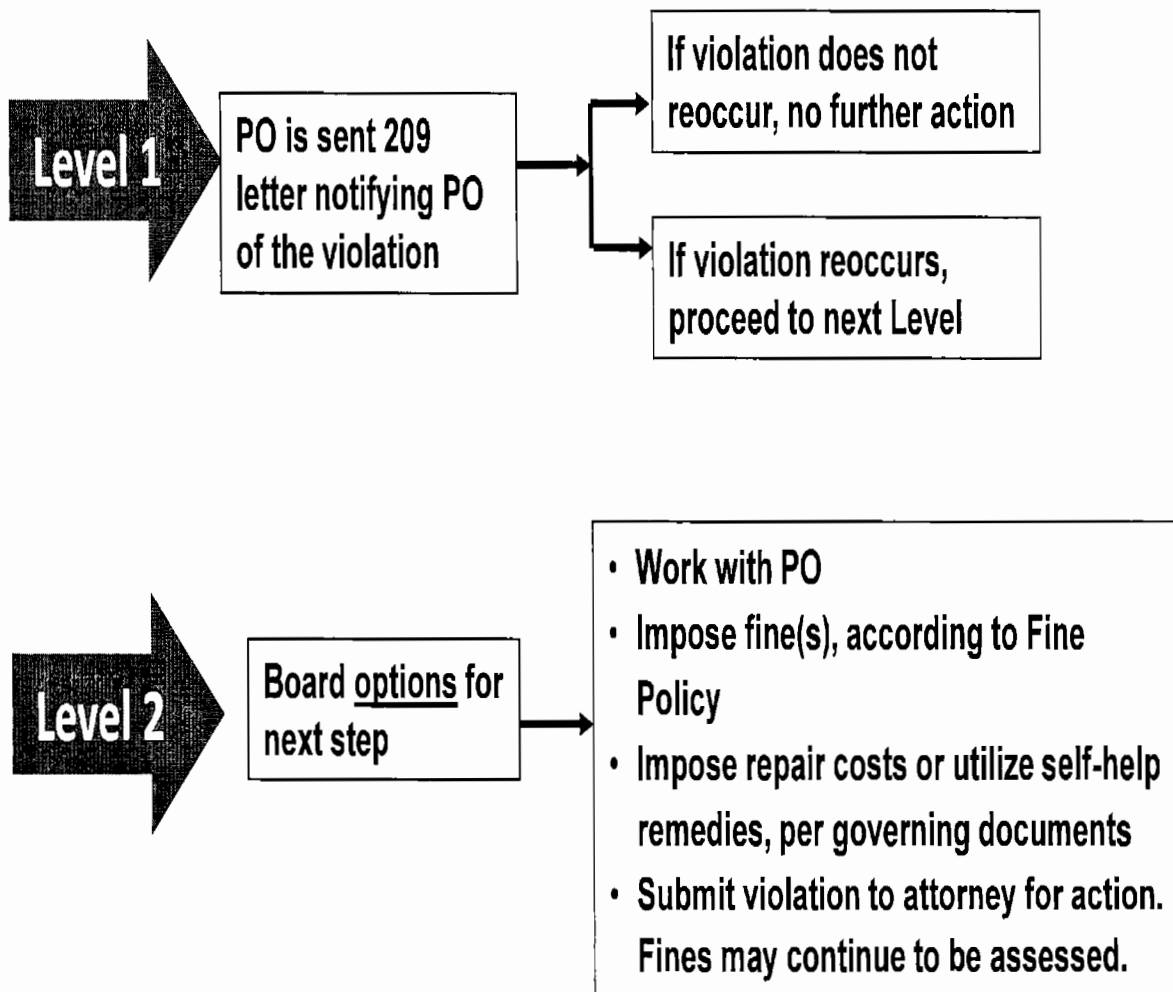 Level 1
PO is sent 209
letter notifying PO
of the violation
If violation does not
reoccur, no further action
If violation reoccurs,
proceed to next Level
Level 2
Board options for
next step
• Work with PO
• Impose fine(s), according to Fine
Policy
• Impose repair costs or utilize self-help
remedies, per governing documents
• Submit violation to attorney for action.
Fines may continue to be assessed.